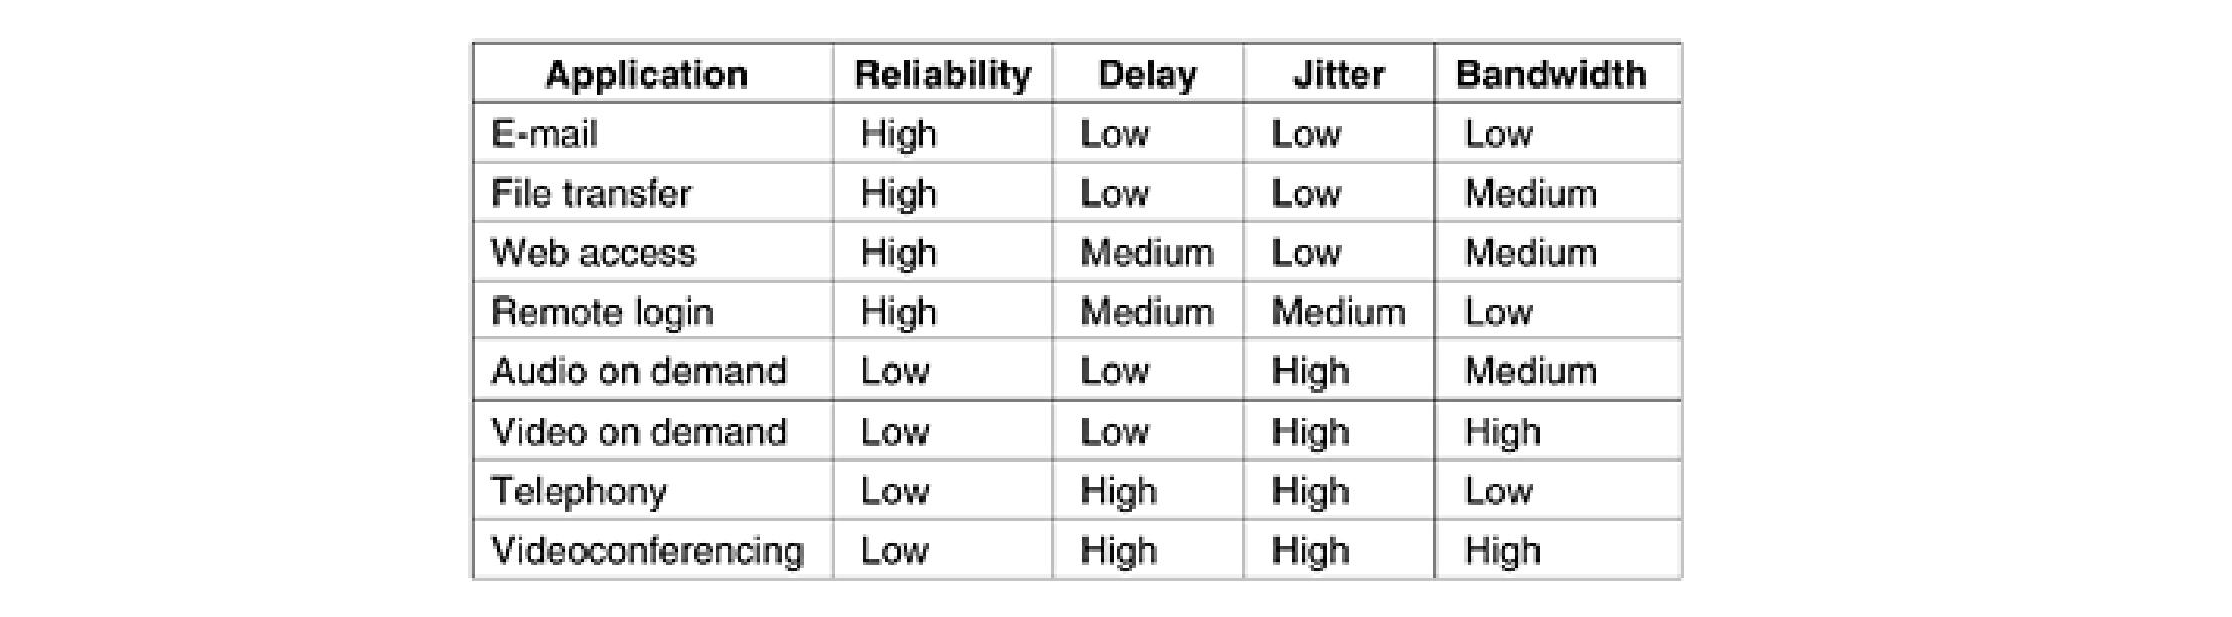 Application Reliability Delay Jitter Bandwidth
E-mail High Low Low Low
File transfer High Low Low Medium
Web access High Medium Low Medium
Remote login High Medium Medium Low
Audio on demand Low Low High Medium
Video on demand Low Low High High
Telephony Low High High Low
Videoconferencing Low High High High